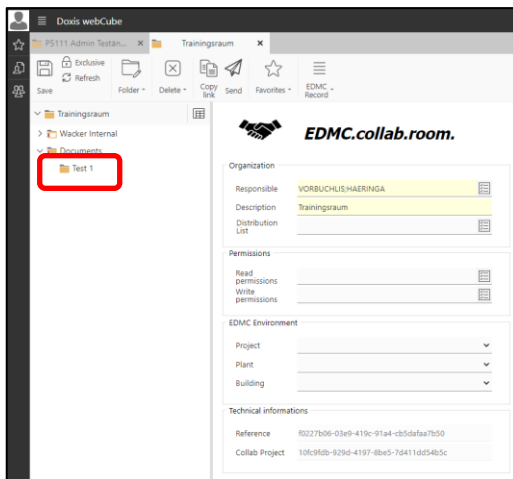 Doxis webCube
PS111 Admin Testän... ×
Trainingsraum ×
Exclusive
Refresh
Save
Folder
Delete
Copy link
Send
Favorites
EDMC Record
Trainingsraum
Wacker Internal
Documents
Test 1
EDMC.collab.room.
Organization
Responsible VORBUCHLIS;HAERINGA
Description Trainingsraum
Distribution List
Permissions
Read permissions
Write permissions
EDMC Environment
Project
Plant
Building
Technical informations
Reference f0227b06-03e9-419c-91a4-cb5dafaa7b50
Collab Project 10fc9fdb-929d-4197-8be5-7d411dd54b5c